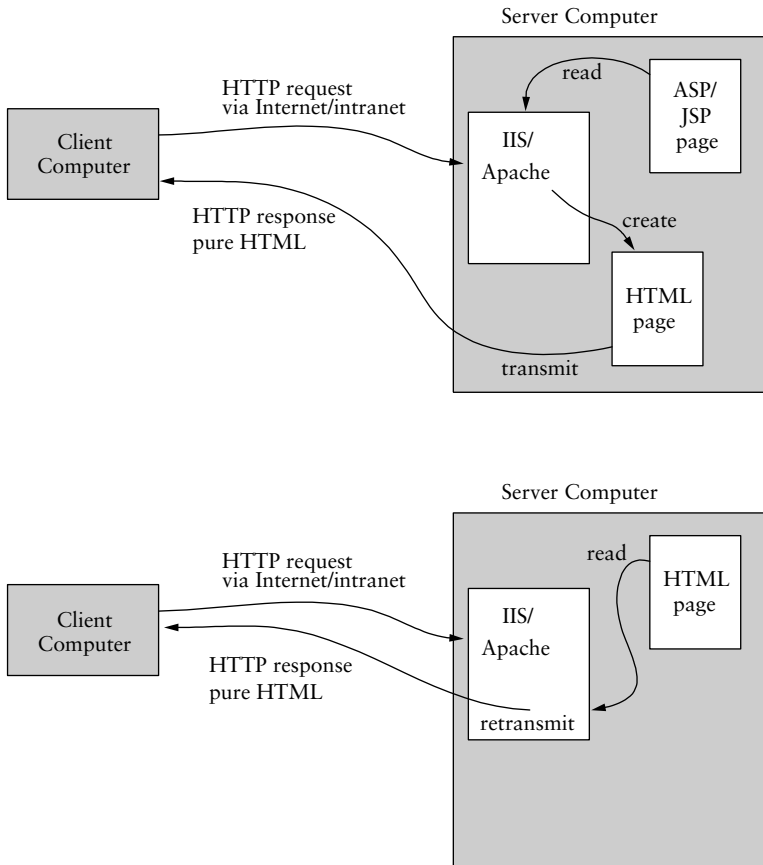 Server Computer
HTTP request
via Internet/intranet
read
ASP/
JSP
page
Client
Computer
IIS/
Apache
HTTP response
pure HTML
create
HTML
page
transmit
Server Computer
HTTP request
via Internet/intranet
read
HTML
page
Client
Computer
IIS/
Apache
HTTP response
pure HTML
retransmit